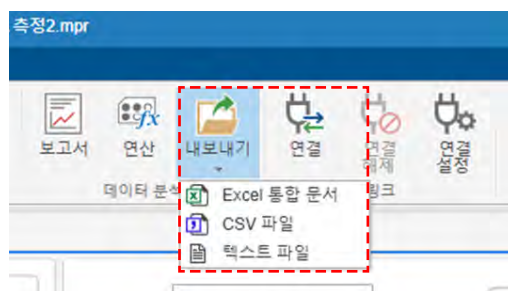 측정2.mpr
보고서
연산
내보내기
연결
연결
해제
연결
설정
데이터 분석
링크
Excel 통합 문서
CSV 파일
텍스트 파일